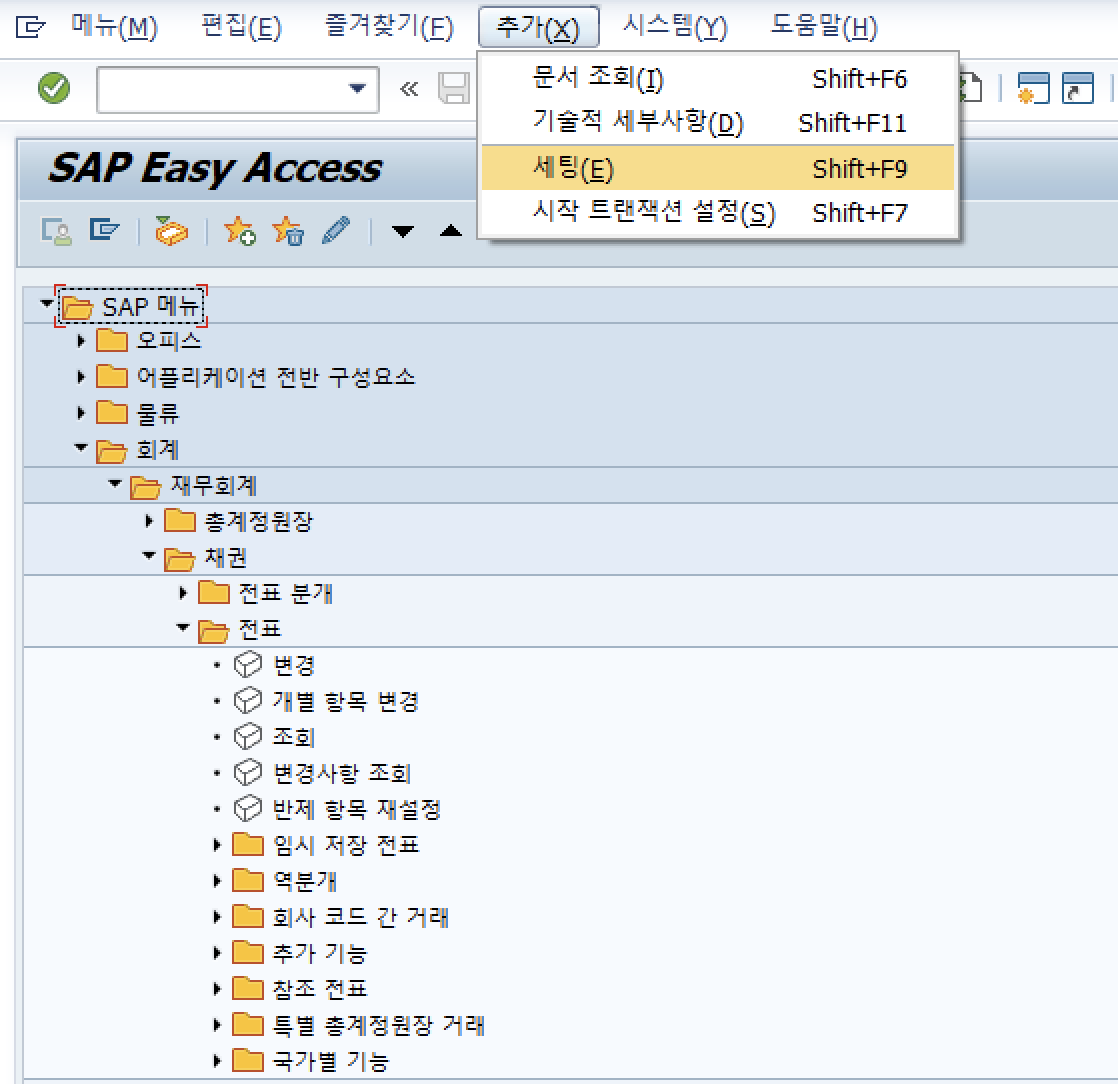 메뉴(M) 편집(E) 즐겨찾기(F) 추가(X) 시스템(Y) 도움말(H)
문서 조회(I) Shift+F6
기술적 세부사항(D) Shift+F11
세팅(E) Shift+F9
시작 트랜잭션 설정(S) Shift+F7
SAP Easy Access
SAP 메뉴
오피스
어플리케이션 전반 구성요소
물류
회계
재무회계
총계정원장
채권
전표 분개
전표
변경
개별 항목 변경
조회
변경사항 조회
반제 항목 재설정
임시 저장 전표
역분개
회사 코드 간 거래
추가 기능
참조 전표
특별 총계정원장 거래
국가별 기능